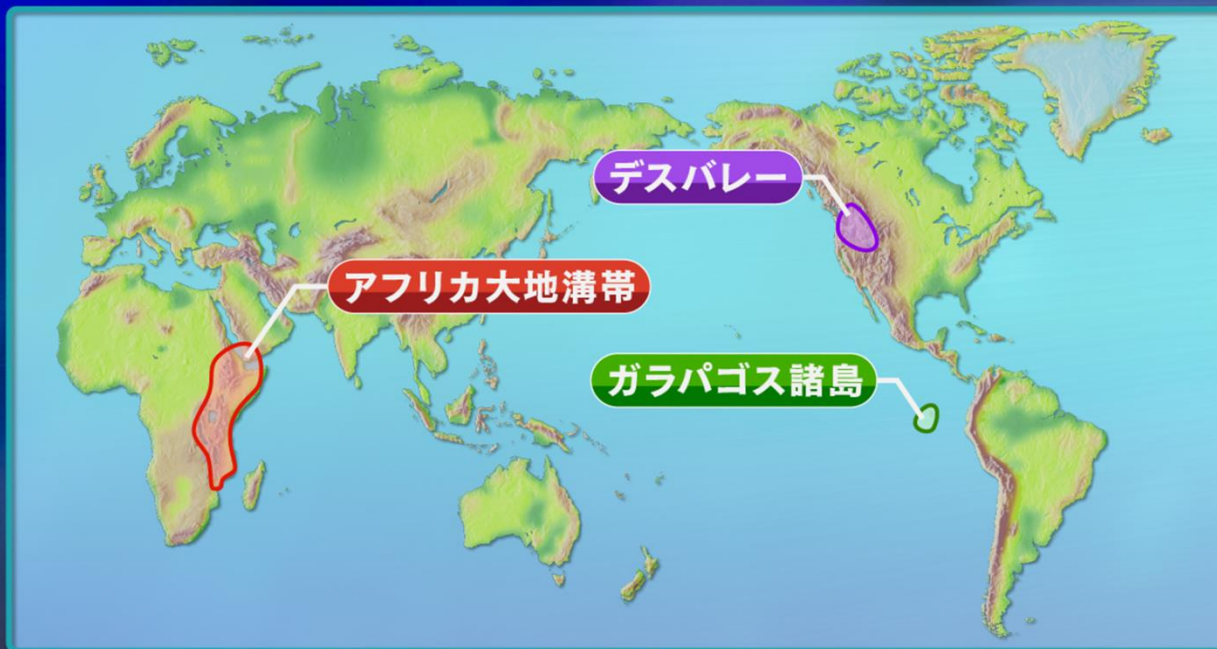 デスバレー
アフリカ大地溝帯
ガラパゴス諸島